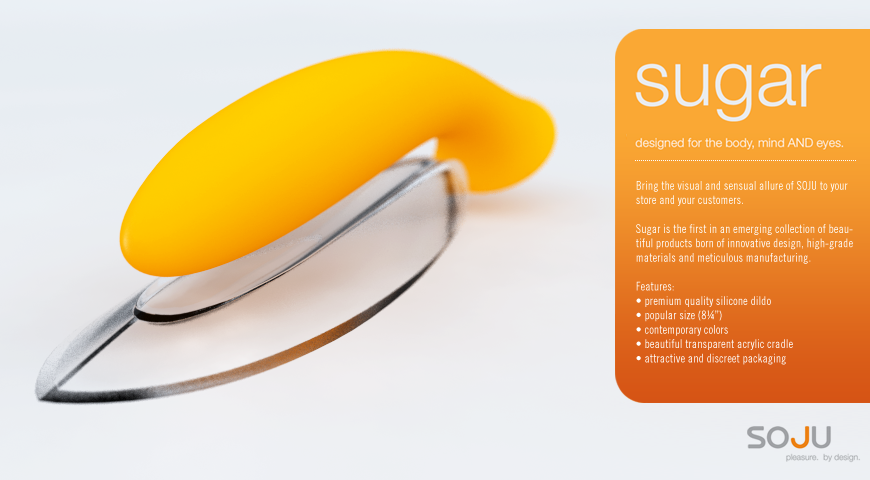 sugar
designed for the body, mind AND eyes.
Bring the visual and sensual allure of SOJU to your
store and your customers.
Sugar is the first in an emerging collection of beau-
tiful products born of innovative design, high-grade
materials and meticulous manufacturing.
Features:
• premium quality silicone dildo
• popular size (8¼")
• contemporary colors
• beautiful transparent acrylic cradle
• attractive and discreet packaging
SOJU
pleasure. by design.